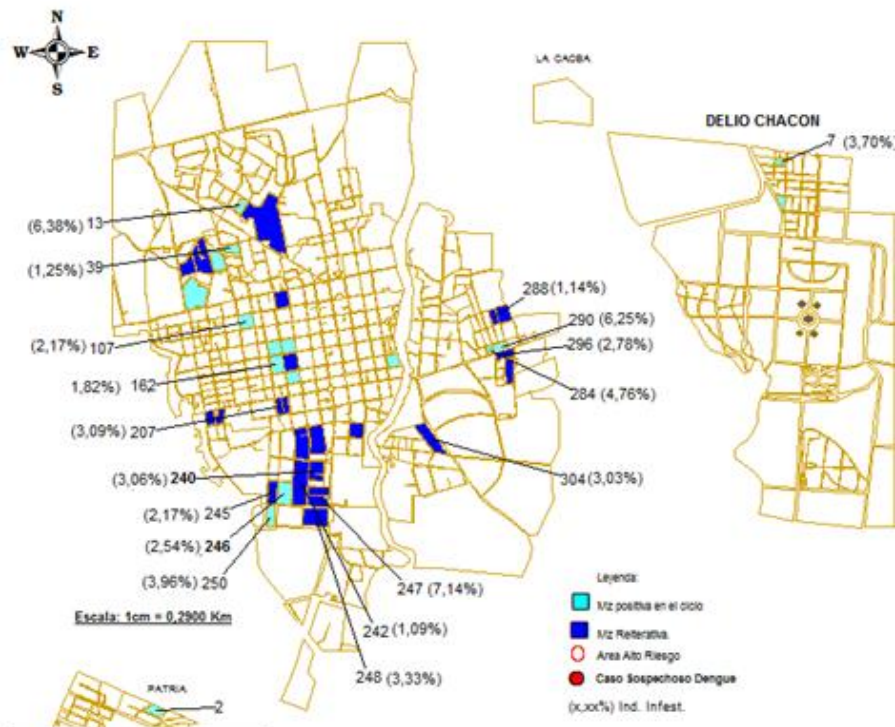 N
W E
S
LA CAOBA
DELIO CHACON
7 (3,70%)
(6,38%) 13
(1,25%) 39
(2,17%) 107
1,82%) 162
(3,09%) 207
(3,06%) 240
(2,17%) 245
(2,54%) 246
(3,96%) 250
288 (1,14%)
290 (6,25%)
296 (2,78%)
284 (4,76%)
304 (3,03%)
247 (7,14%)
242 (1,09%)
248 (3,33%)
Escala: 1cm = 0,2900 Km
PATRIA
2
Leyenda:
Mz positiva en el ciclo
Mz Reiterativa.
Area Alto Riesgo
Caso Sospechoso Dengue
(x,xx%) Ind. Infest.